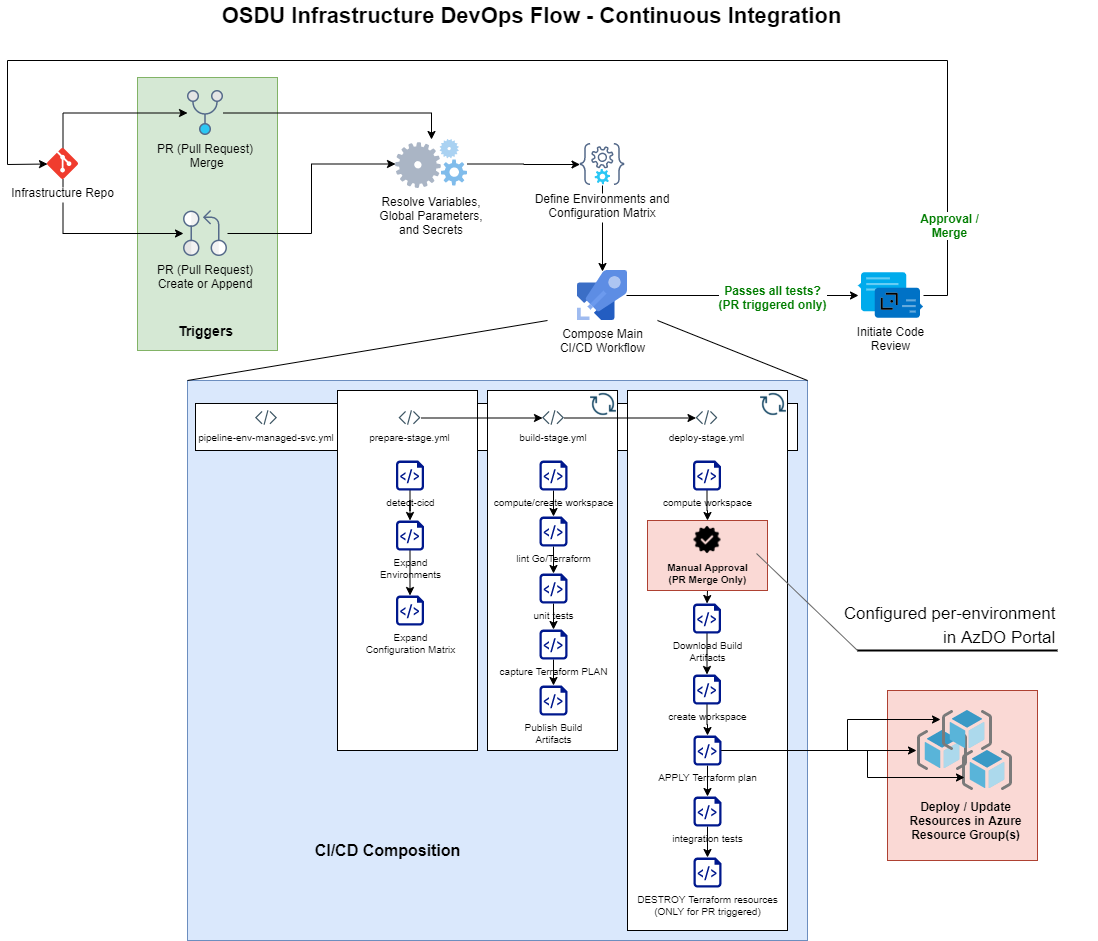 OSDU Infrastructure DevOps Flow - Continuous Integration
PR (Pull Request)
Merge
Infrastructure Repo
PR (Pull Request)
Create or Append
Triggers
Resolve Variables,
Global Parameters,
and Secrets
Define Environments and
Configuration Matrix
Approval /
Merge
Passes all tests?
(PR triggered only)
Compose Main
CI/CD Workflow
Initiate Code
Review
pipeline-env-managed-svc.yml
prepare-stage.yml
build-stage.yml
deploy-stage.yml
detect-cicd
Expand
Environments
Expand
Configuration Matrix
compute/create workspace
lint Go/Terraform
unit tests
capture Terraform PLAN
Publish Build
Artifacts
compute workspace
Manual Approval
(PR Merge Only)
Download Build
Artifacts
create workspace
APPLY Terraform plan
integration tests
DESTROY Terraform resources
(ONLY for PR triggered)
Configured per-environment
in AzDO Portal
Deploy / Update
Resources in Azure
Resource Group(s)
CI/CD Composition